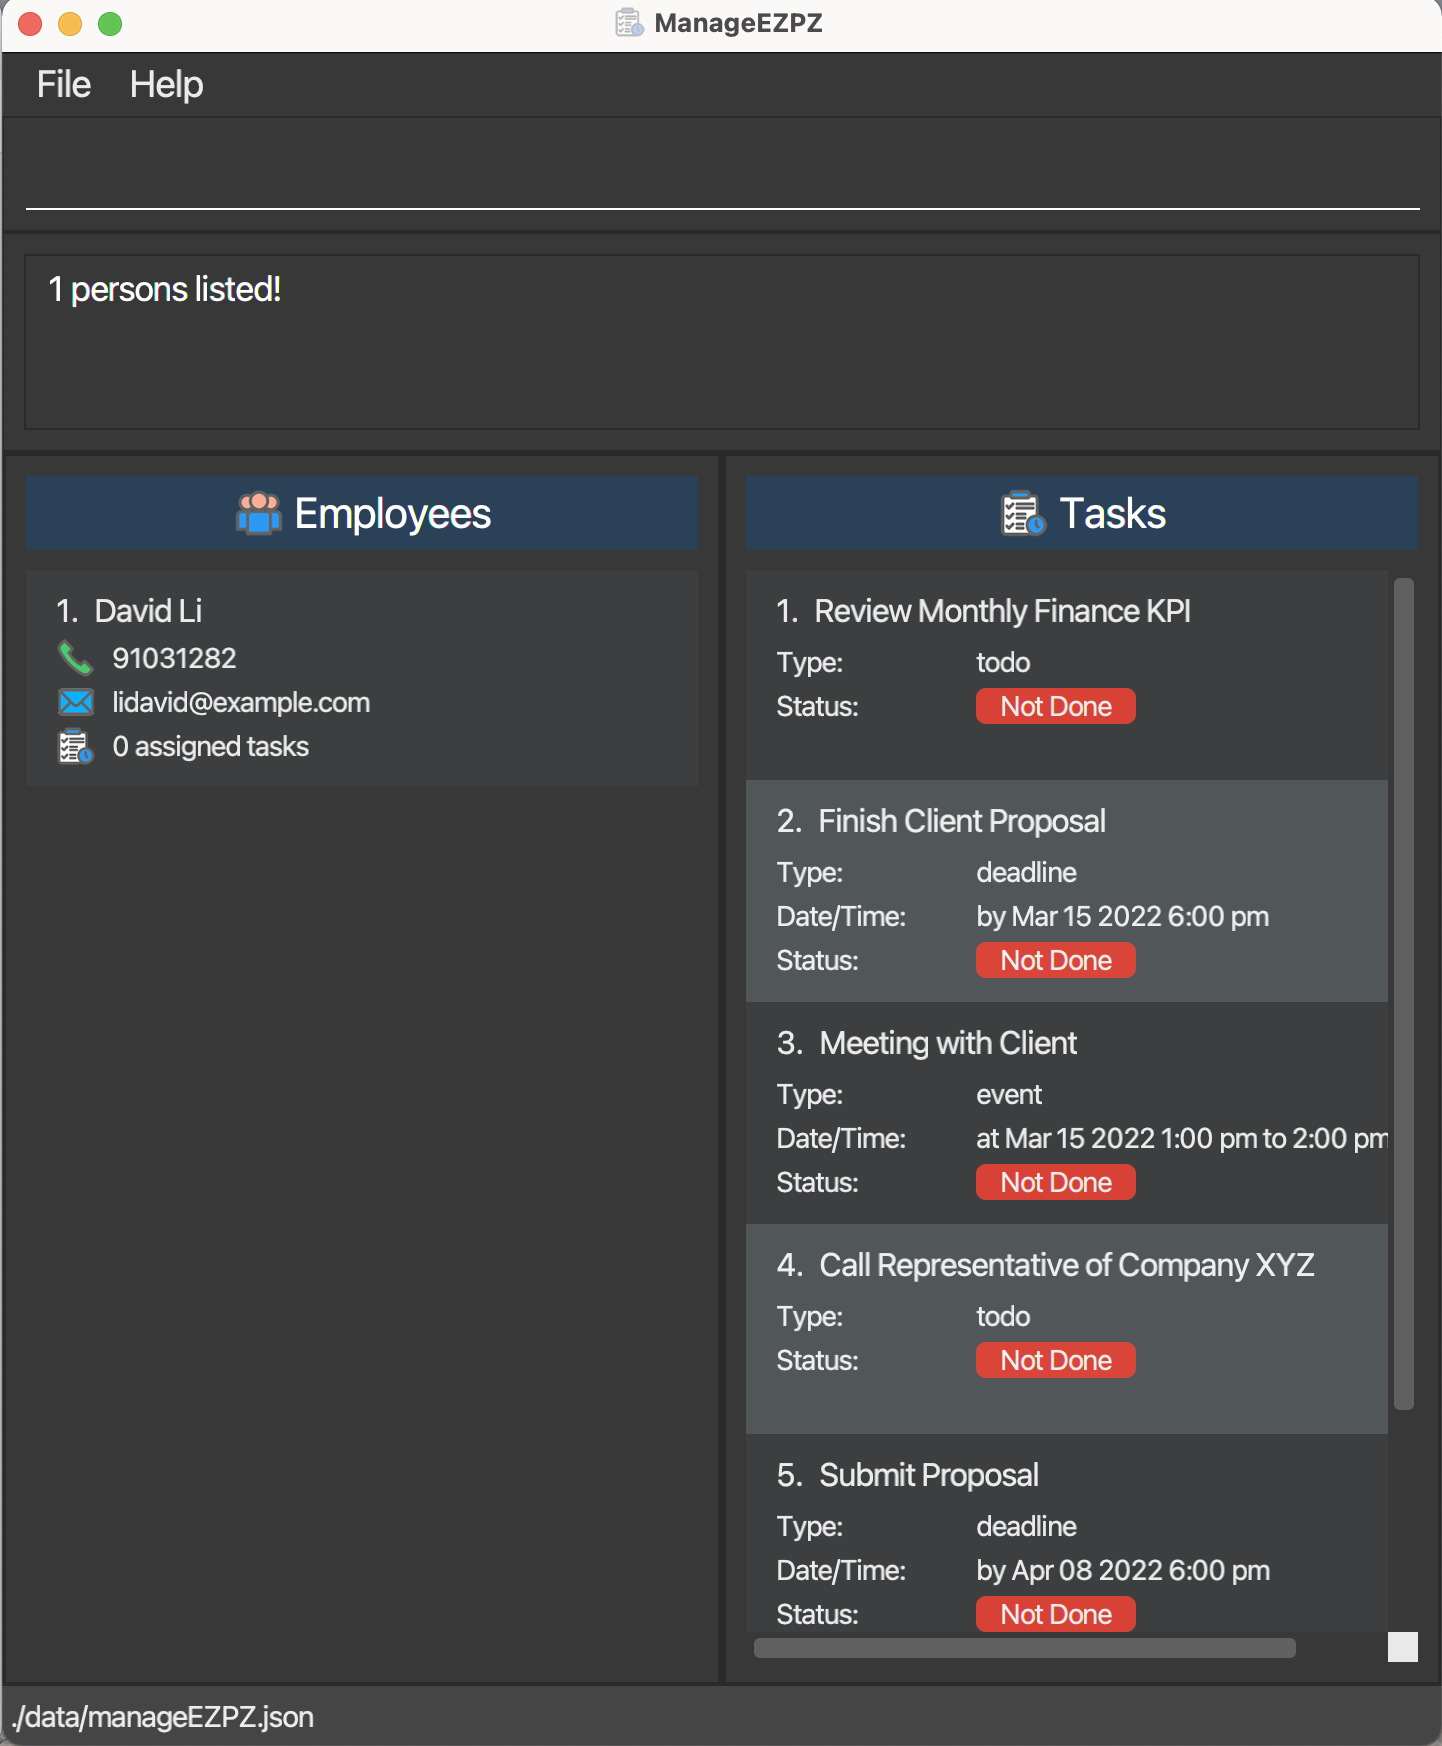 ManageEZPZ
File Help
1 persons listed!
Employees
1. David Li
91031282
lidavid@example.com
0 assigned tasks
Tasks
1. Review Monthly Finance KPI
Type: todo
Status: Not Done
2. Finish Client Proposal
Type: deadline
Date/Time: by Mar 15 2022 6:00 pm
Status: Not Done
3. Meeting with Client
Type: event
Date/Time: at Mar 15 2022 1:00 pm to 2:00 pm
Status: Not Done
4. Call Representative of Company XYZ
Type: todo
Status: Not Done
5. Submit Proposal
Type: deadline
Date/Time: by Apr 08 2022 6:00 pm
Status: Not Done
./data/manageEZPZ.json